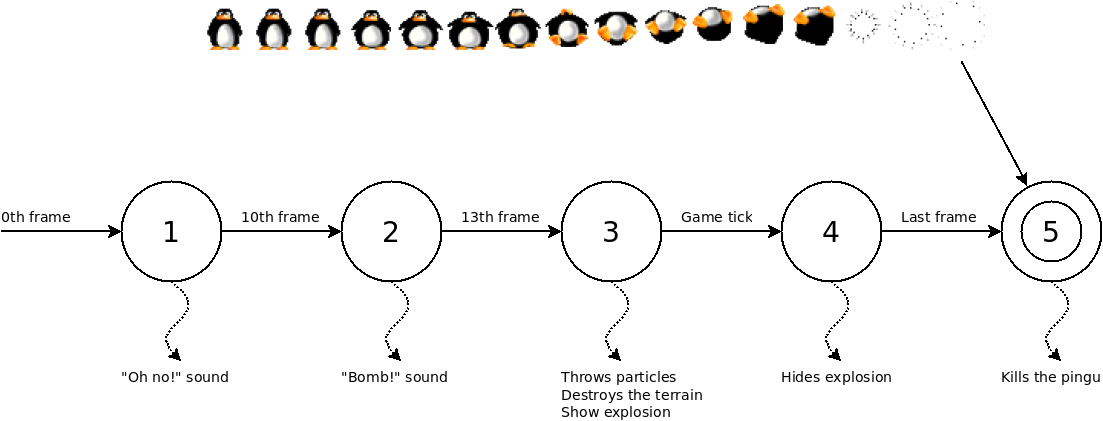 0th frame
1
10th frame
2
13th frame
3
Game tick
4
Last frame
5
"Oh no!" sound
"Bomb!" sound
Throws particles
Destroys the terrain
Show explosion
Hides explosion
Kills the pingu